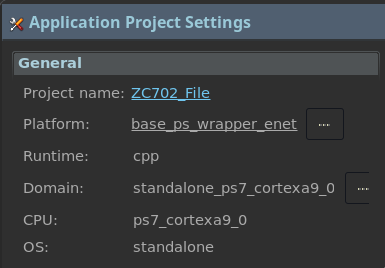 Application Project Settings
General
Project name: ZC702_File
Platform: base_ps_wrapper_enet ...
Runtime: cpp
Domain: standalone_ps7_cortexa9_0 ...
CPU: ps7_cortexa9_0
OS: standalone